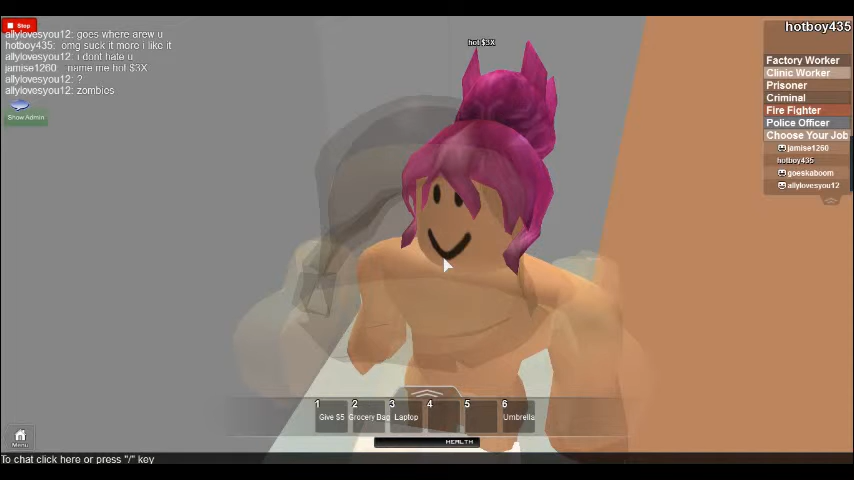 Stop
allylovesyou12: goes where arew u
hotboy435: omg suck it more i like it
allylovesyou12: i dont hate u
jamise1260: name me hot $3X
allylovesyou12: ?
allylovesyou12: zombies
Show Admin
hot $3X
hotboy435
Factory Worker
Clinic Worker
Prisoner
Criminal
Fire Fighter
Police Officer
Choose Your Job
jamise1260
hotboy435
goeskaboom
allylovesyou12
1 2 3 4 5 6
Give $5 Grocery Bag Laptop Umbrella
HEALTH
Menu
To chat click here or press "/" key